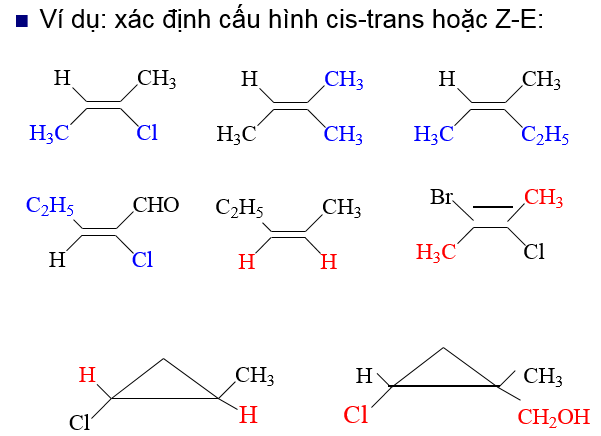 Ví dụ: xác định cấu hình cis-trans hoặc Z-E:
H CH₃ H CH₃ H CH₃
H₃C Cl H₃C CH₃ H₃C C₂H₅
C₂H₅ CHO C₂H₅ CH₃ Br CH₃
H Cl H H H₃C Cl
H CH₃ H CH₃
Cl H Cl CH₂OH